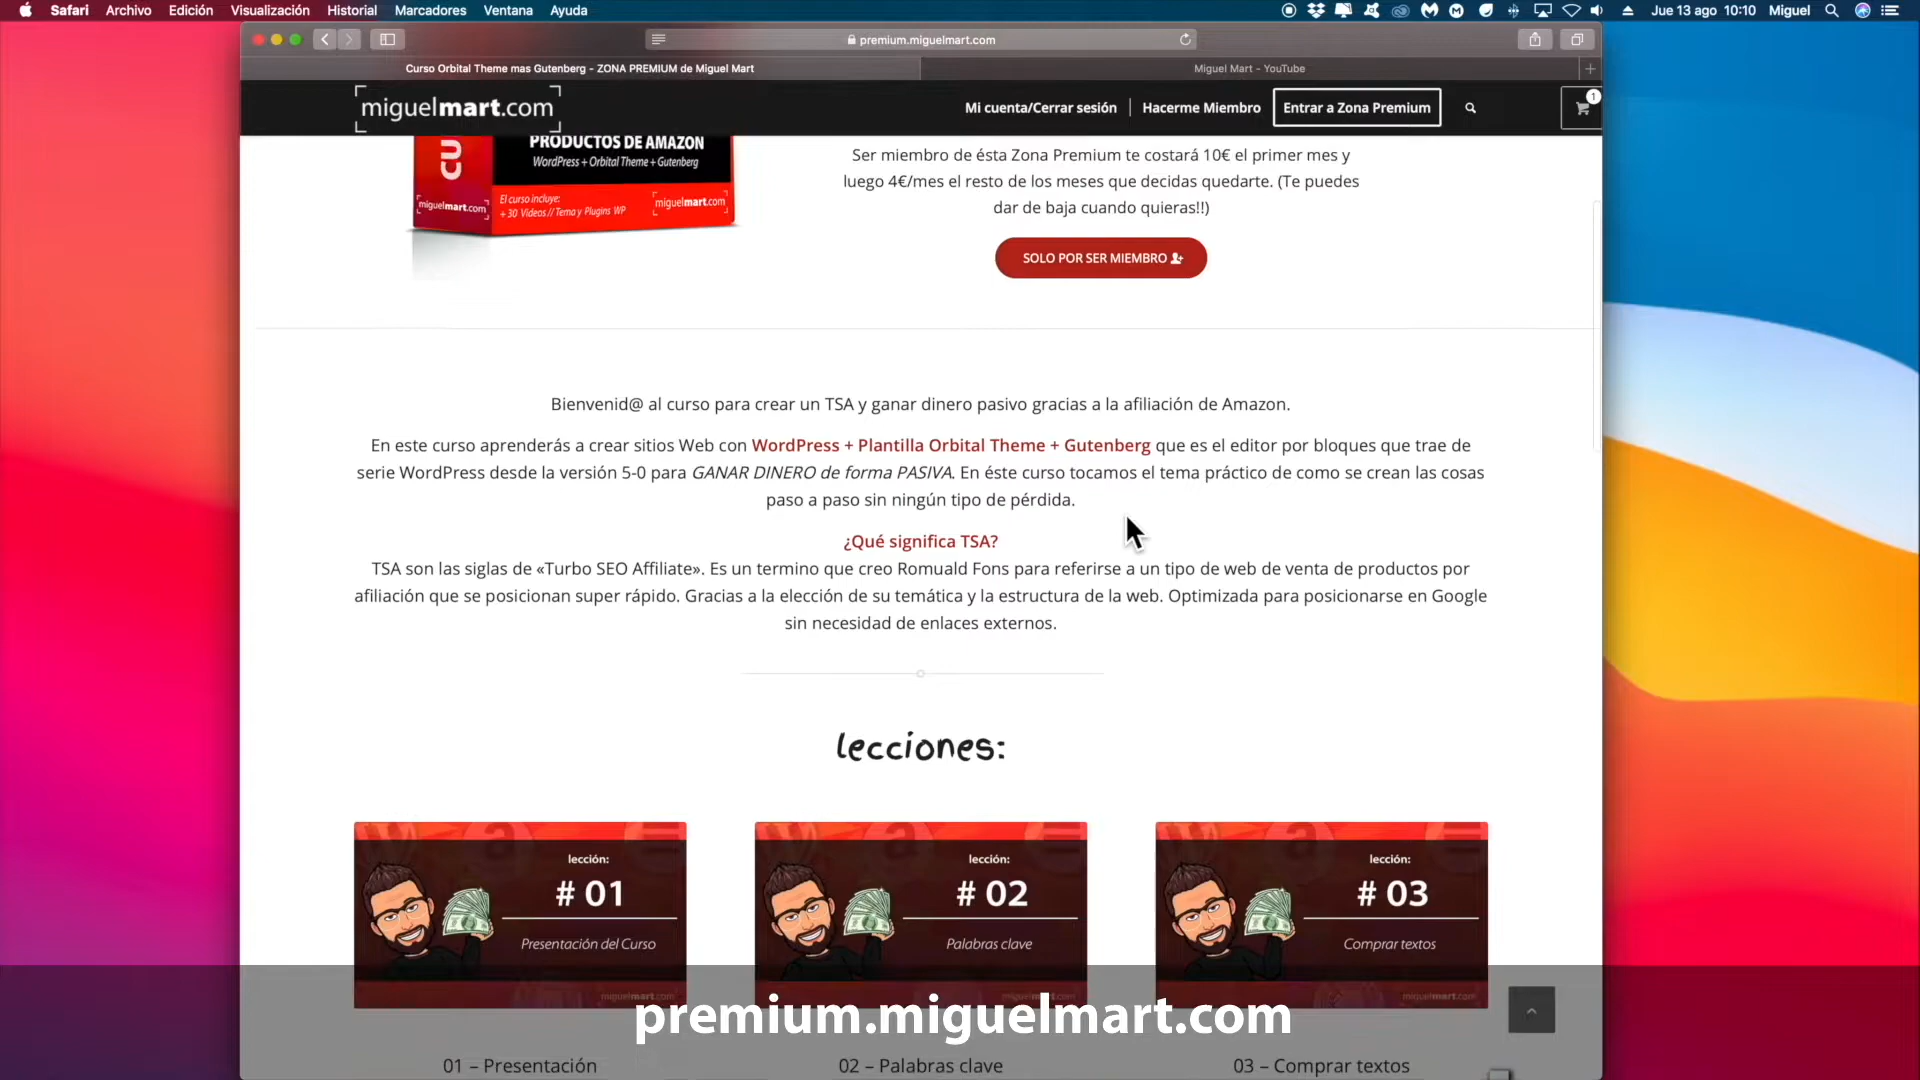 Safari Archivo Edición Visualización Historial Marcadores Ventana Ayuda
Jue 13 ago 10:10 Miguel
premium.miguelmart.com
Curso Orbital Theme mas Gutenberg - ZONA PREMIUM de Miguel Mart
Miguel Mart - YouTube
miguelmart.com
Mi cuenta/Cerrar sesión
Hacerme Miembro
Entrar a Zona Premium
1
CU
PRODUCTOS DE AMAZON
WordPress + Orbital Theme + Gutenberg
El curso incluye:
+ 30 Videos // Tema y Plugins WP
miguelmart.com
miguelmart.com
Ser miembro de ésta Zona Premium te costará 10€ el primer mes y
luego 4€/mes el resto de los meses que decidas quedarte. (Te puedes
dar de baja cuando quieras!!)
SOLO POR SER MIEMBRO
Bienvenid@ al curso para crear un TSA y ganar dinero pasivo gracias a la afiliación de Amazon.
En este curso aprenderás a crear sitios Web con WordPress + Plantilla Orbital Theme + Gutenberg que es el editor por bloques que trae de
serie WordPress desde la versión 5-0 para GANAR DINERO de forma PASIVA. En éste curso tocamos el tema práctico de como se crean las cosas
paso a paso sin ningún tipo de pérdida.
¿Qué significa TSA?
TSA son las siglas de «Turbo SEO Affiliate». Es un termino que creo Romuald Fons para referirse a un tipo de web de venta de productos por
afiliación que se posicionan super rápido. Gracias a la elección de su temática y la estructura de la web. Optimizada para posicionarse en Google
sin necesidad de enlaces externos.
lecciones:
lección:
# 01
Presentación del Curso
miguelmart.com
lección:
# 02
Palabras clave
miguelmart.com
lección:
# 03
Comprar textos
miguelmart.com
premium.miguelmart.com
01 – Presentación
02 – Palabras clave
03 – Comprar textos